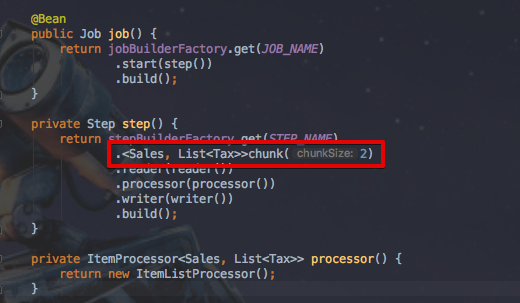 @Bean
public Job job() {
return jobBuilderFactory.get(JOB_NAME)
.start(step())
.build();
}
private Step step() {
return stepBuilderFactory.get(STEP_NAME)
.<Sales, List<Tax>>chunk( chunkSize: 2)
.reader(reader())
.processor(processor())
.writer(writer())
.build();
}
private ItemProcessor<Sales, List<Tax>> processor() {
return new ItemListProcessor();
}